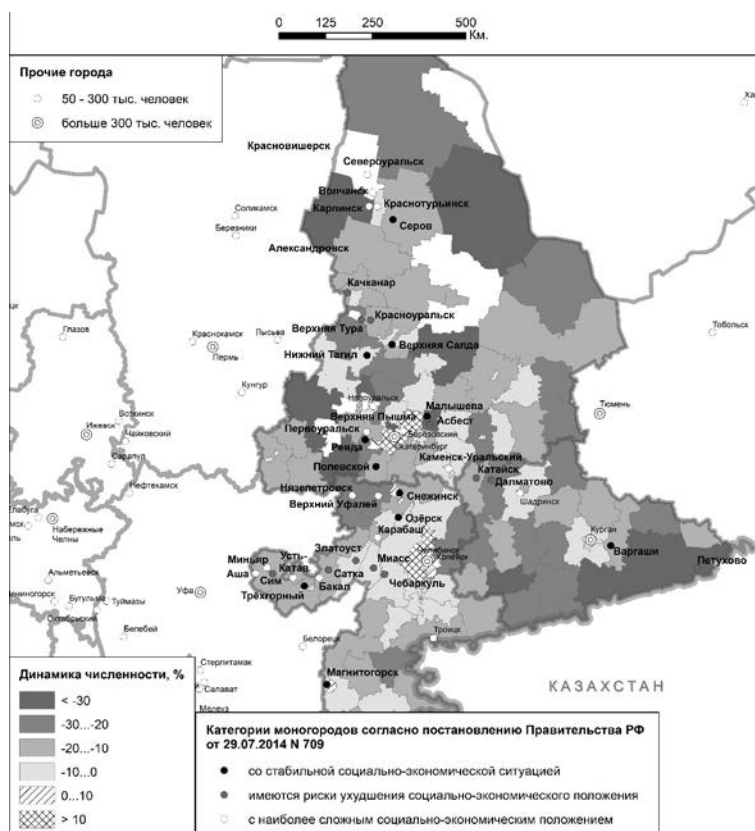 0 125 250 500
Км.
Прочие города
50 - 300 тыс. человек
больше 300 тыс. человек
Красновишерск
Североуральск
Волчанск
Карпинск
Краснотурьинск
Соликамск
Серов
Березники
Александровск
Качканар
Глазов
Краснокамск
Лысьва
Верхняя Тура
Красноуральск
Тобольск
Пермь
Нижний Тагил
Верхняя Салда
Кунгур
Новоуральск
Малышева
Тюмень
Воткинск
Верхняя Пышма
Асбест
Ижевск
Чайковский
Первоуральск
Березовский
Ревда
Екатеринбург
Сарапул
Каменск-Уральский
Полевской
Катайск
Нефтекамск
Нязепетровск
Снежинск
Далматово
Елабуга
Верхний Уфалей
Шадринск
Набережные
Челны
Озёрск
Курган
Карабаш
Варгаши
Златоуст
Челябинск
Петухово
Миньяр
Усть-
Миасс
Копейск
Альметьевск
Аша
Сим
Катав
Сатка
Чебаркуль
Уфа
Бакал
Бугульма
Туймазы
Трёхгорный
Октябрьский
Белебей
Белорецк
Троицк
Стерлитамак
Магнитогорск
Салават
Мелеуз
КАЗАХСТАН
Динамика численности, %
< -30
-30...-20
-20...-10
-10...0
0...10
> 10
Категории моногородов согласно постановлению Правительства РФ
от 29.07.2014 N 709
со стабильной социально-экономической ситуацией
имеются риски ухудшения социально-экономического положения
с наиболее сложным социально-экономическим положением